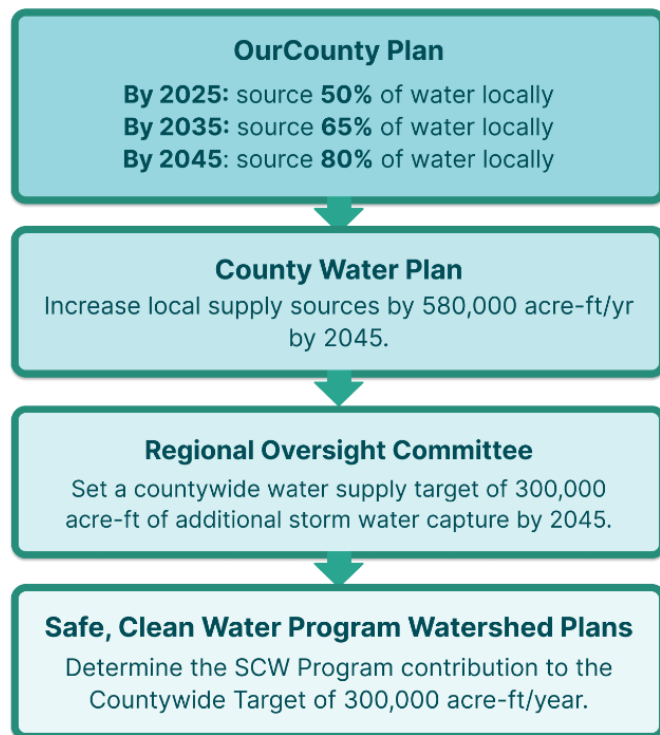 OurCounty Plan
By 2025: source 50% of water locally
By 2035: source 65% of water locally
By 2045: source 80% of water locally
County Water Plan
Increase local supply sources by 580,000 acre-ft/yr
by 2045.
Regional Oversight Committee
Set a countywide water supply target of 300,000
acre-ft of additional storm water capture by 2045.
Safe, Clean Water Program Watershed Plans
Determine the SCW Program contribution to the
Countywide Target of 300,000 acre-ft/year.